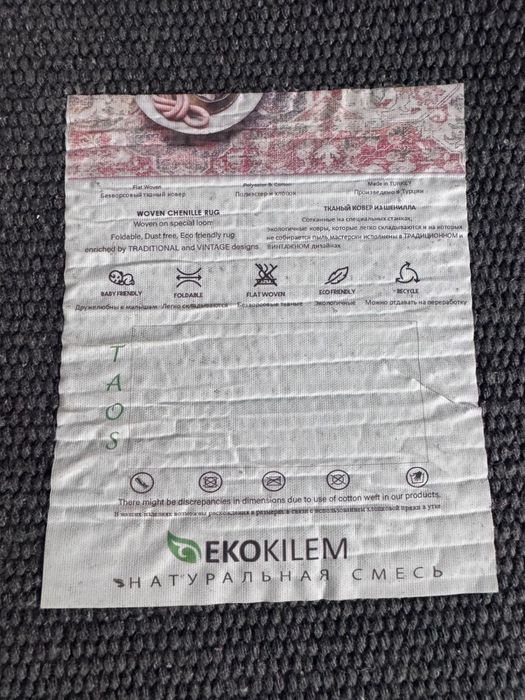 Flat Woven
Безворсовый тканый ковер
Polyester & Cotton
Полиэстер и хлопок
Made in TURKEY
Произведено в Турции
WOVEN CHENILLE RUG
Woven on special loom
Foldable, Dust free, Eco friendly rug
enriched by TRADITIONAL and VINTAGE designs
ТКАНЫЙ КОВЕР ИЗ ШЕНИЛЛА
Сотканные на специальных станках,
экологичные ковры, которые легко складываются и на которых
не собирается пыль, мастерски исполнены в ТРАДИЦИОННОМ и
ВИНТАЖНОМ дизайнах
BABY FRIENDLY
Дружелюбны к малышам
FOLDABLE
Легко складываются
FLAT WOVEN
Безворсовые тканые
ECO FRIENDLY
Экологичные
RECYCLE
Можно отдавать на переработку
TAOS
There might be discrepancies in dimensions due to use of cotton weft in our products.
В наших изделиях возможны расхождения в размерах в связи с использованием хлопковой пряжи в утке
EKOKILEM
НАТУРАЛЬНАЯ СМЕСЬ